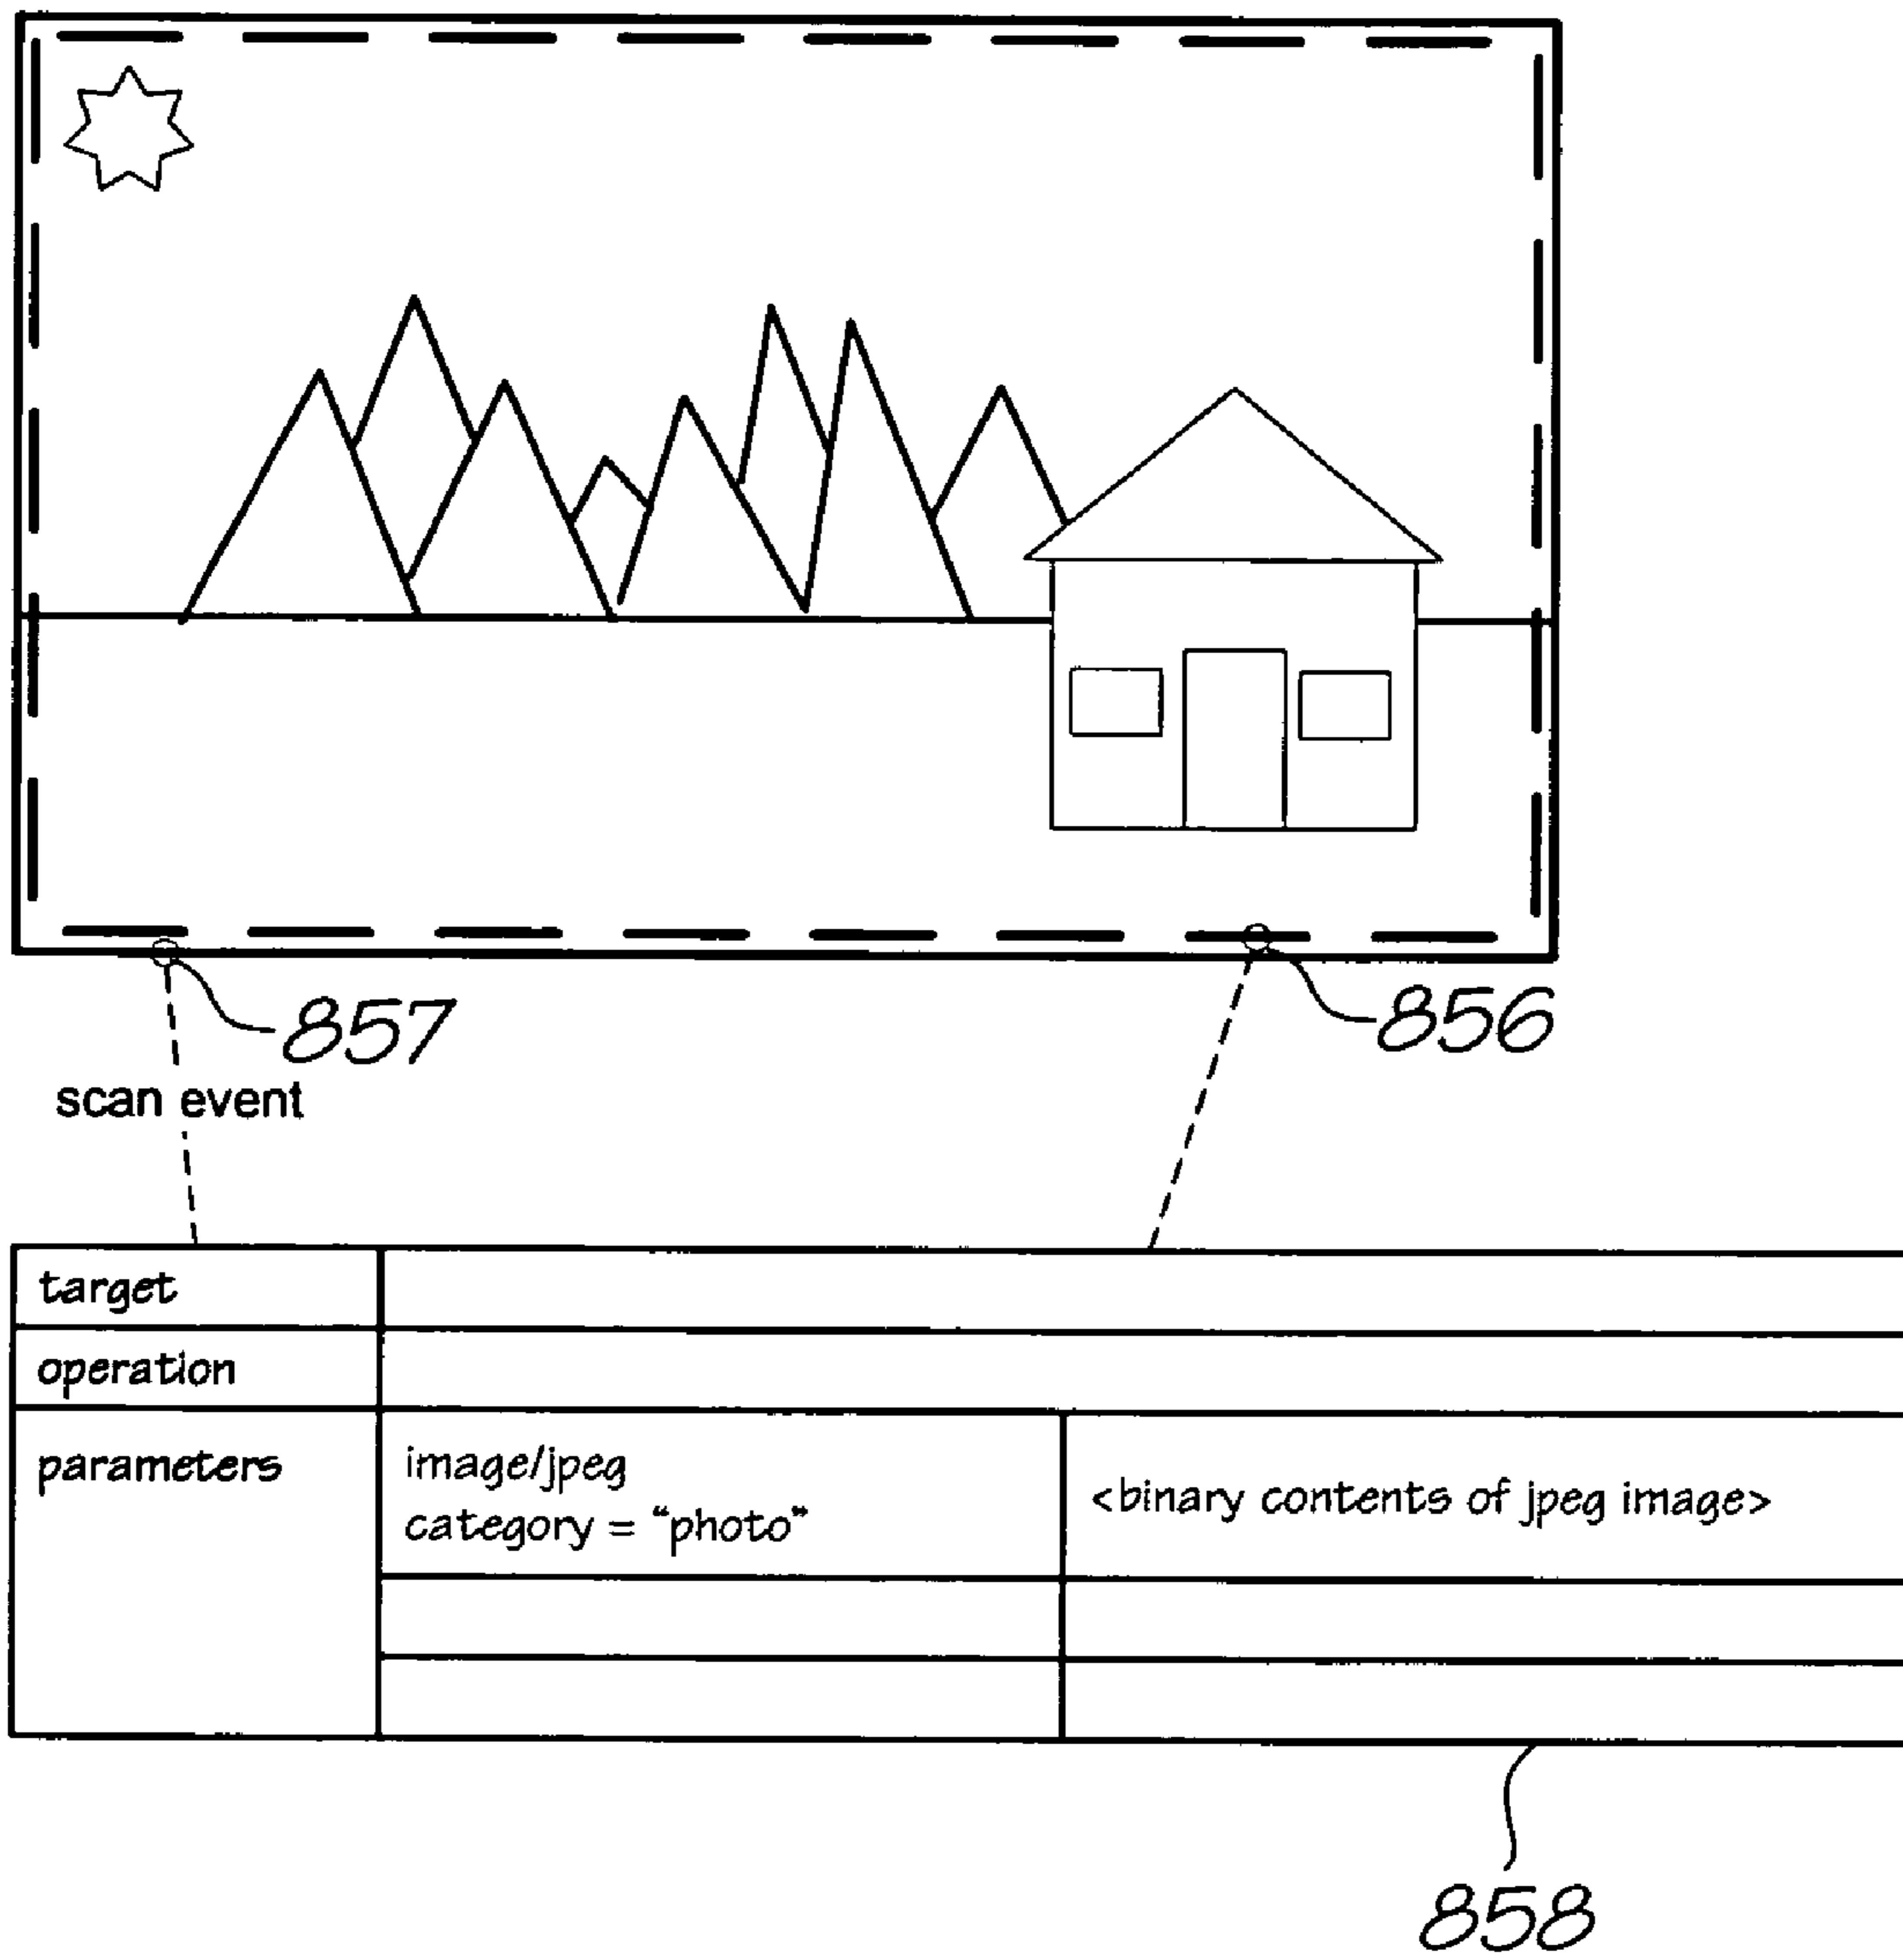 857
856
scan event
target
operation
parameters
image/jpeg
category = “photo”
<binary contents of jpeg image>
858